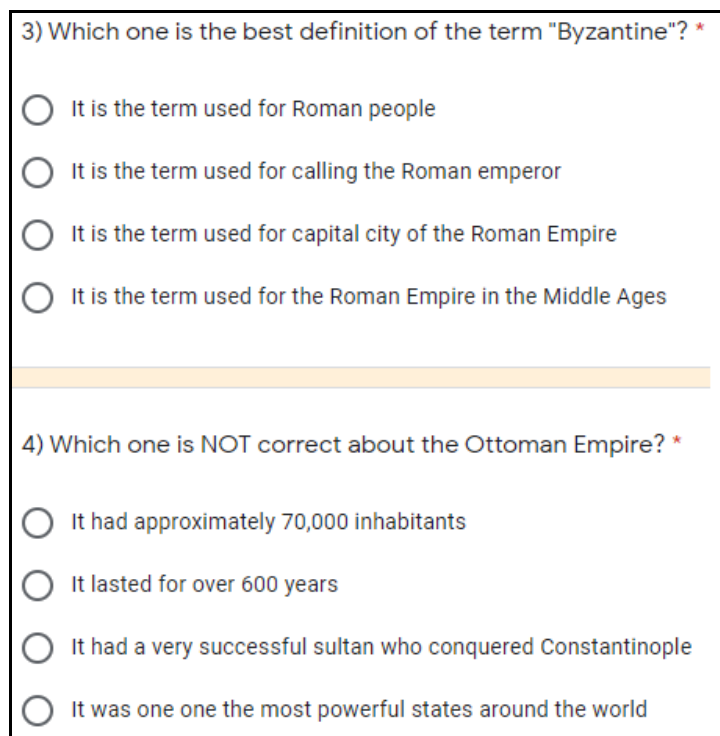 3) Which one is the best definition of the term "Byzantine"? *
It is the term used for Roman people
It is the term used for calling the Roman emperor
It is the term used for capital city of the Roman Empire
It is the term used for the Roman Empire in the Middle Ages
4) Which one is NOT correct about the Ottoman Empire? *
It had approximately 70,000 inhabitants
It lasted for over 600 years
It had a very successful sultan who conquered Constantinople
It was one one the most powerful states around the world